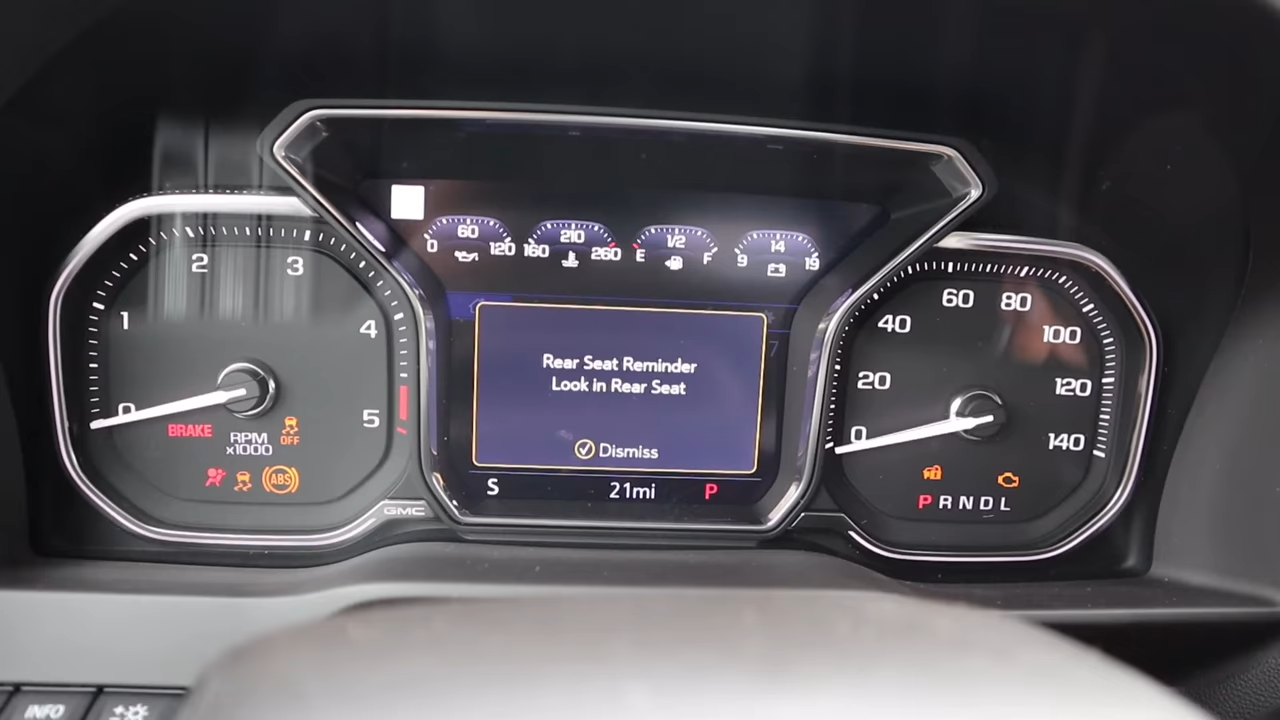 60
0 120
210
160 260
1/2
E F
14
9 19
0 1 2 3 4 5
BRAKE
RPM
x1000
OFF
ABS
GMC
7
Rear Seat Reminder
Look in Rear Seat
Dismiss
S 21mi P
0 20 40 60 80 100 120 140
PRNDL
INFO